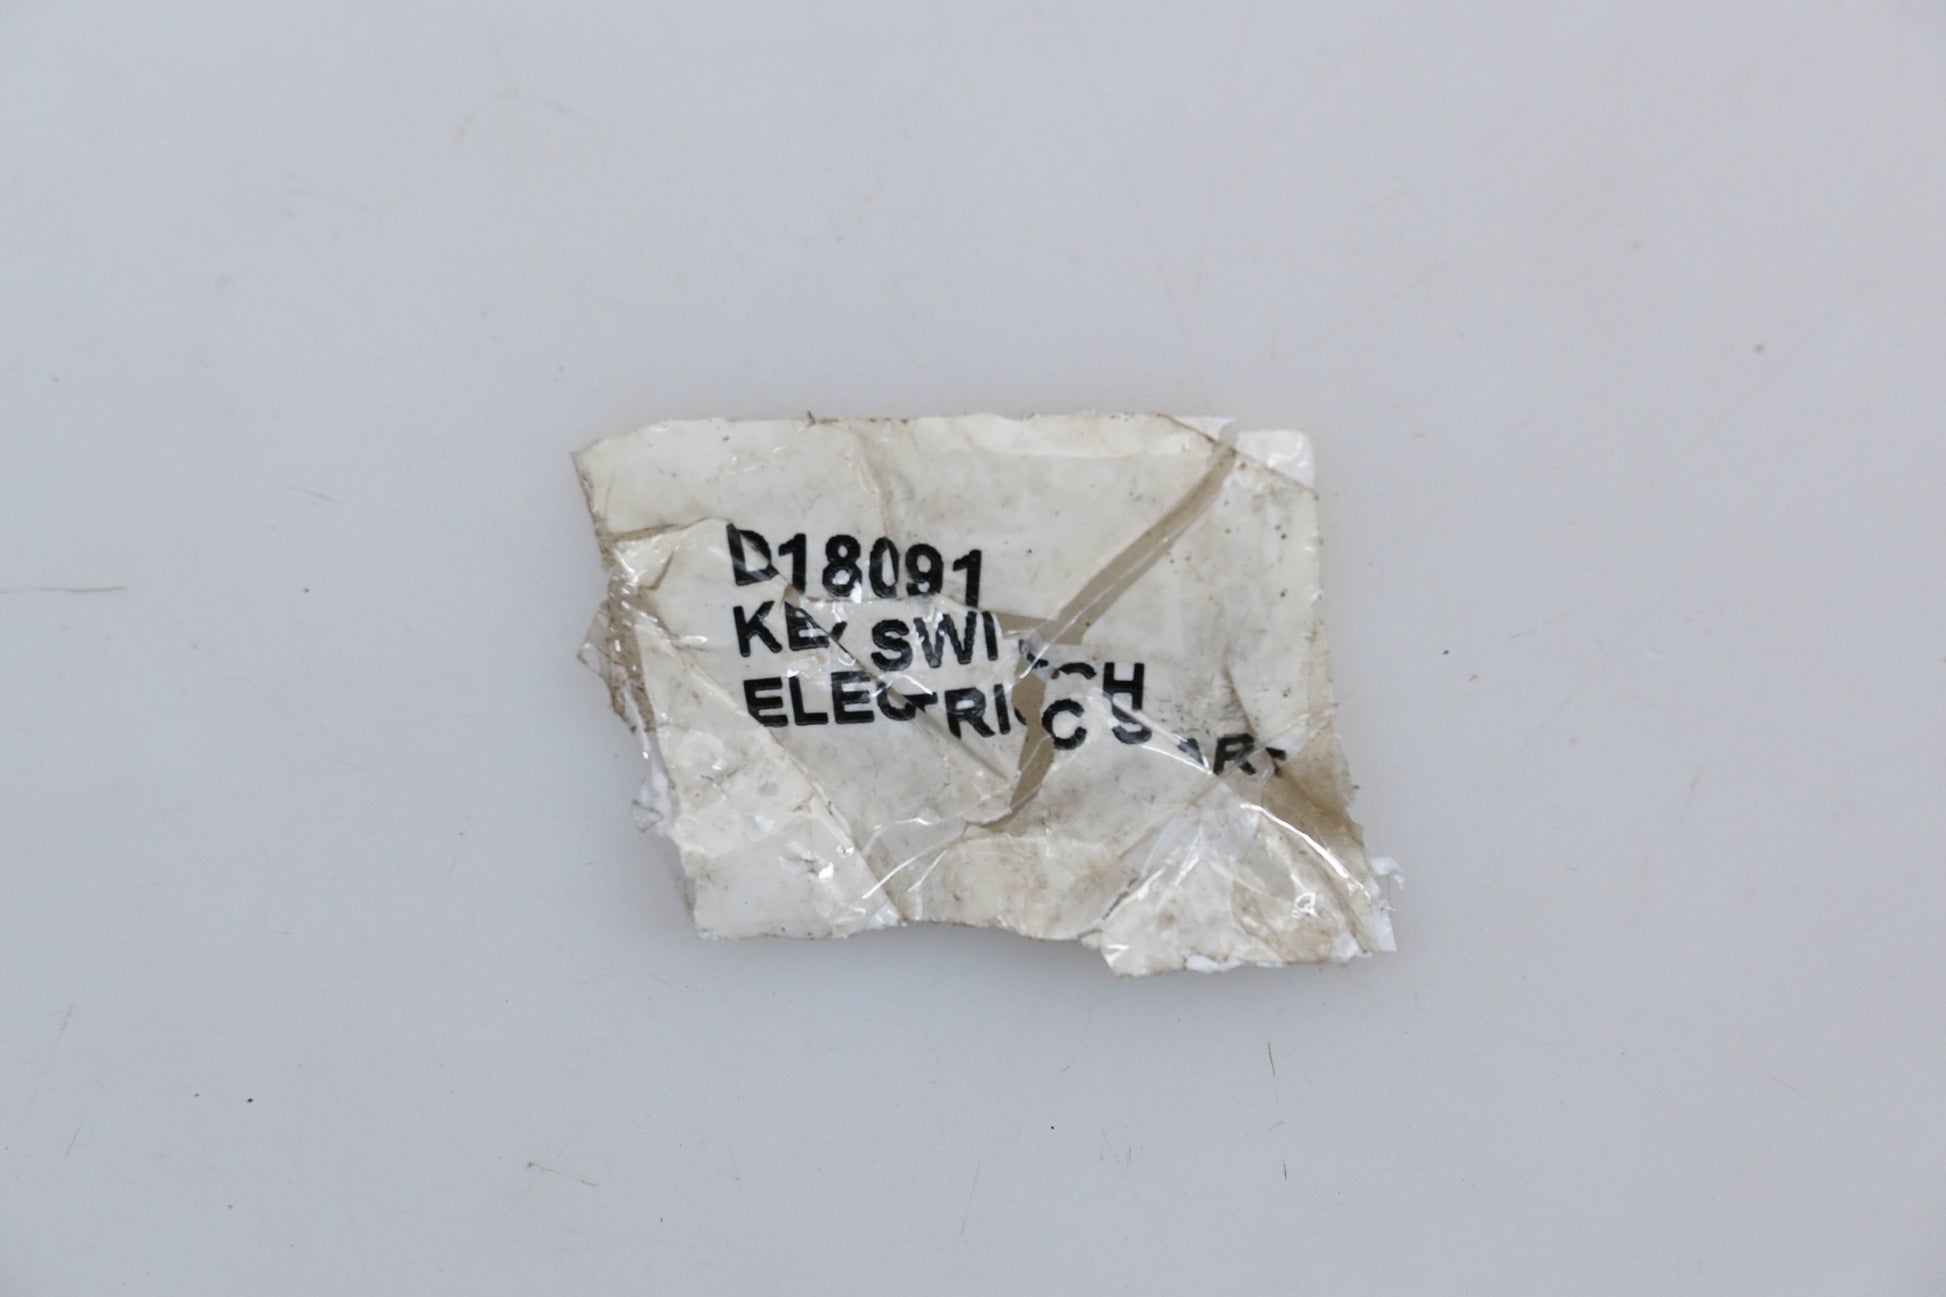 D18091
KEY SWITCH
ELECTRIC START